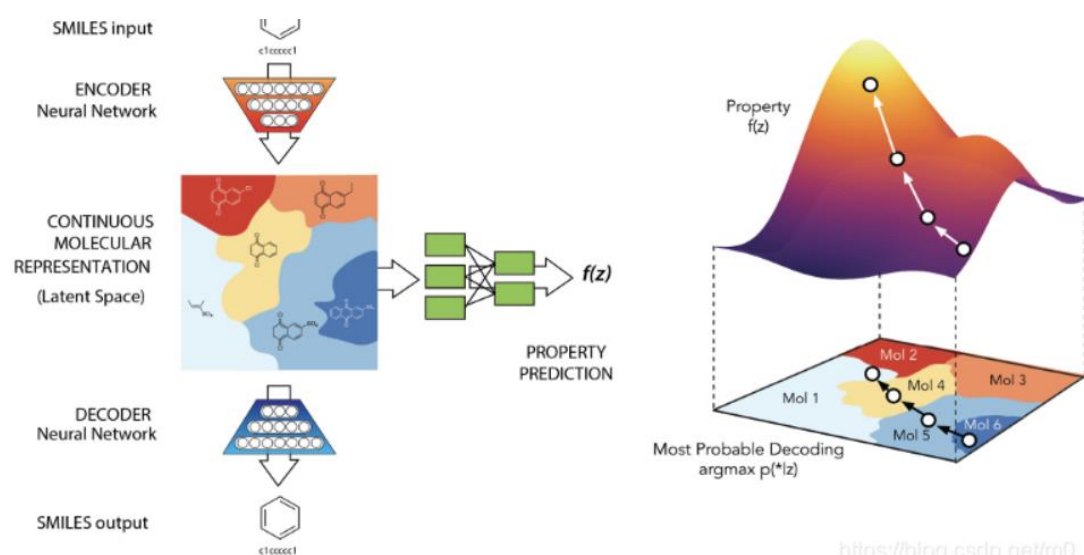 SMILES input
c1ccccc1
ENCODER
Neural Network
CONTINUOUS
MOLECULAR
REPRESENTATION
(Latent Space)
f(z)
PROPERTY
PREDICTION
DECODER
Neural Network
SMILES output
c1ccccc1
Property
f(z)
Mol 2
Mol 3
Mol 4
Mol 1
Mol 5
Mol 6
Most Probable Decoding
argmax p(*|z)